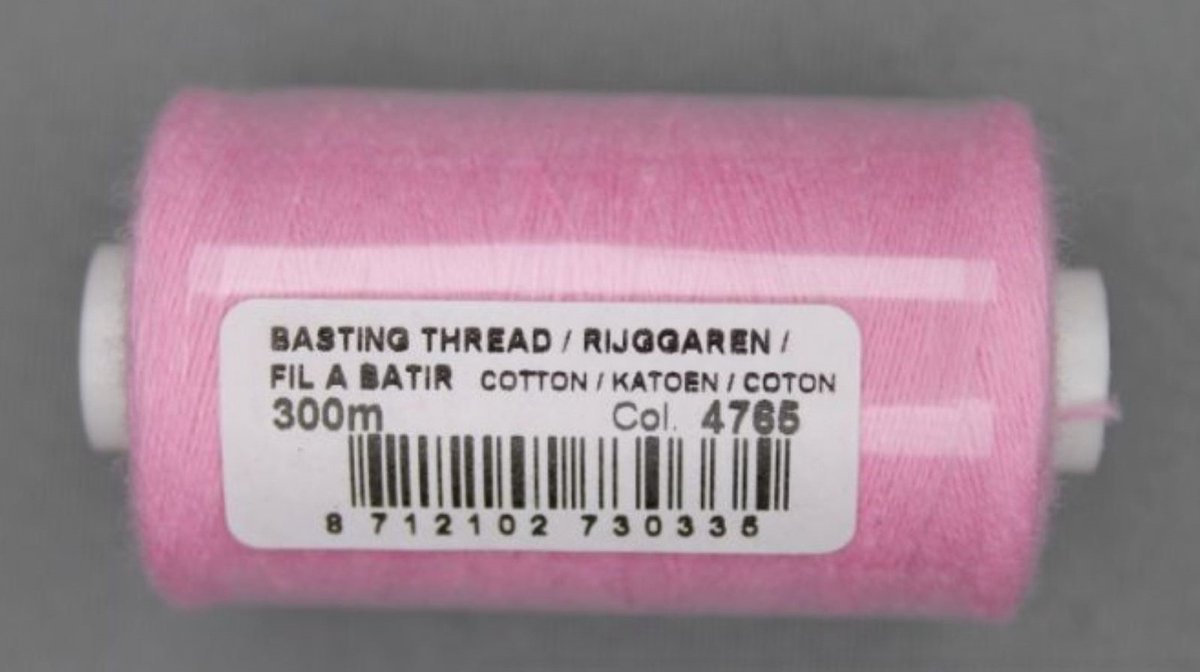 BASTING THREAD / RIJGGAREN /
FIL A BATIR COTTON / KATOEN / COTON
300m Col. 4765
8 712102 730335